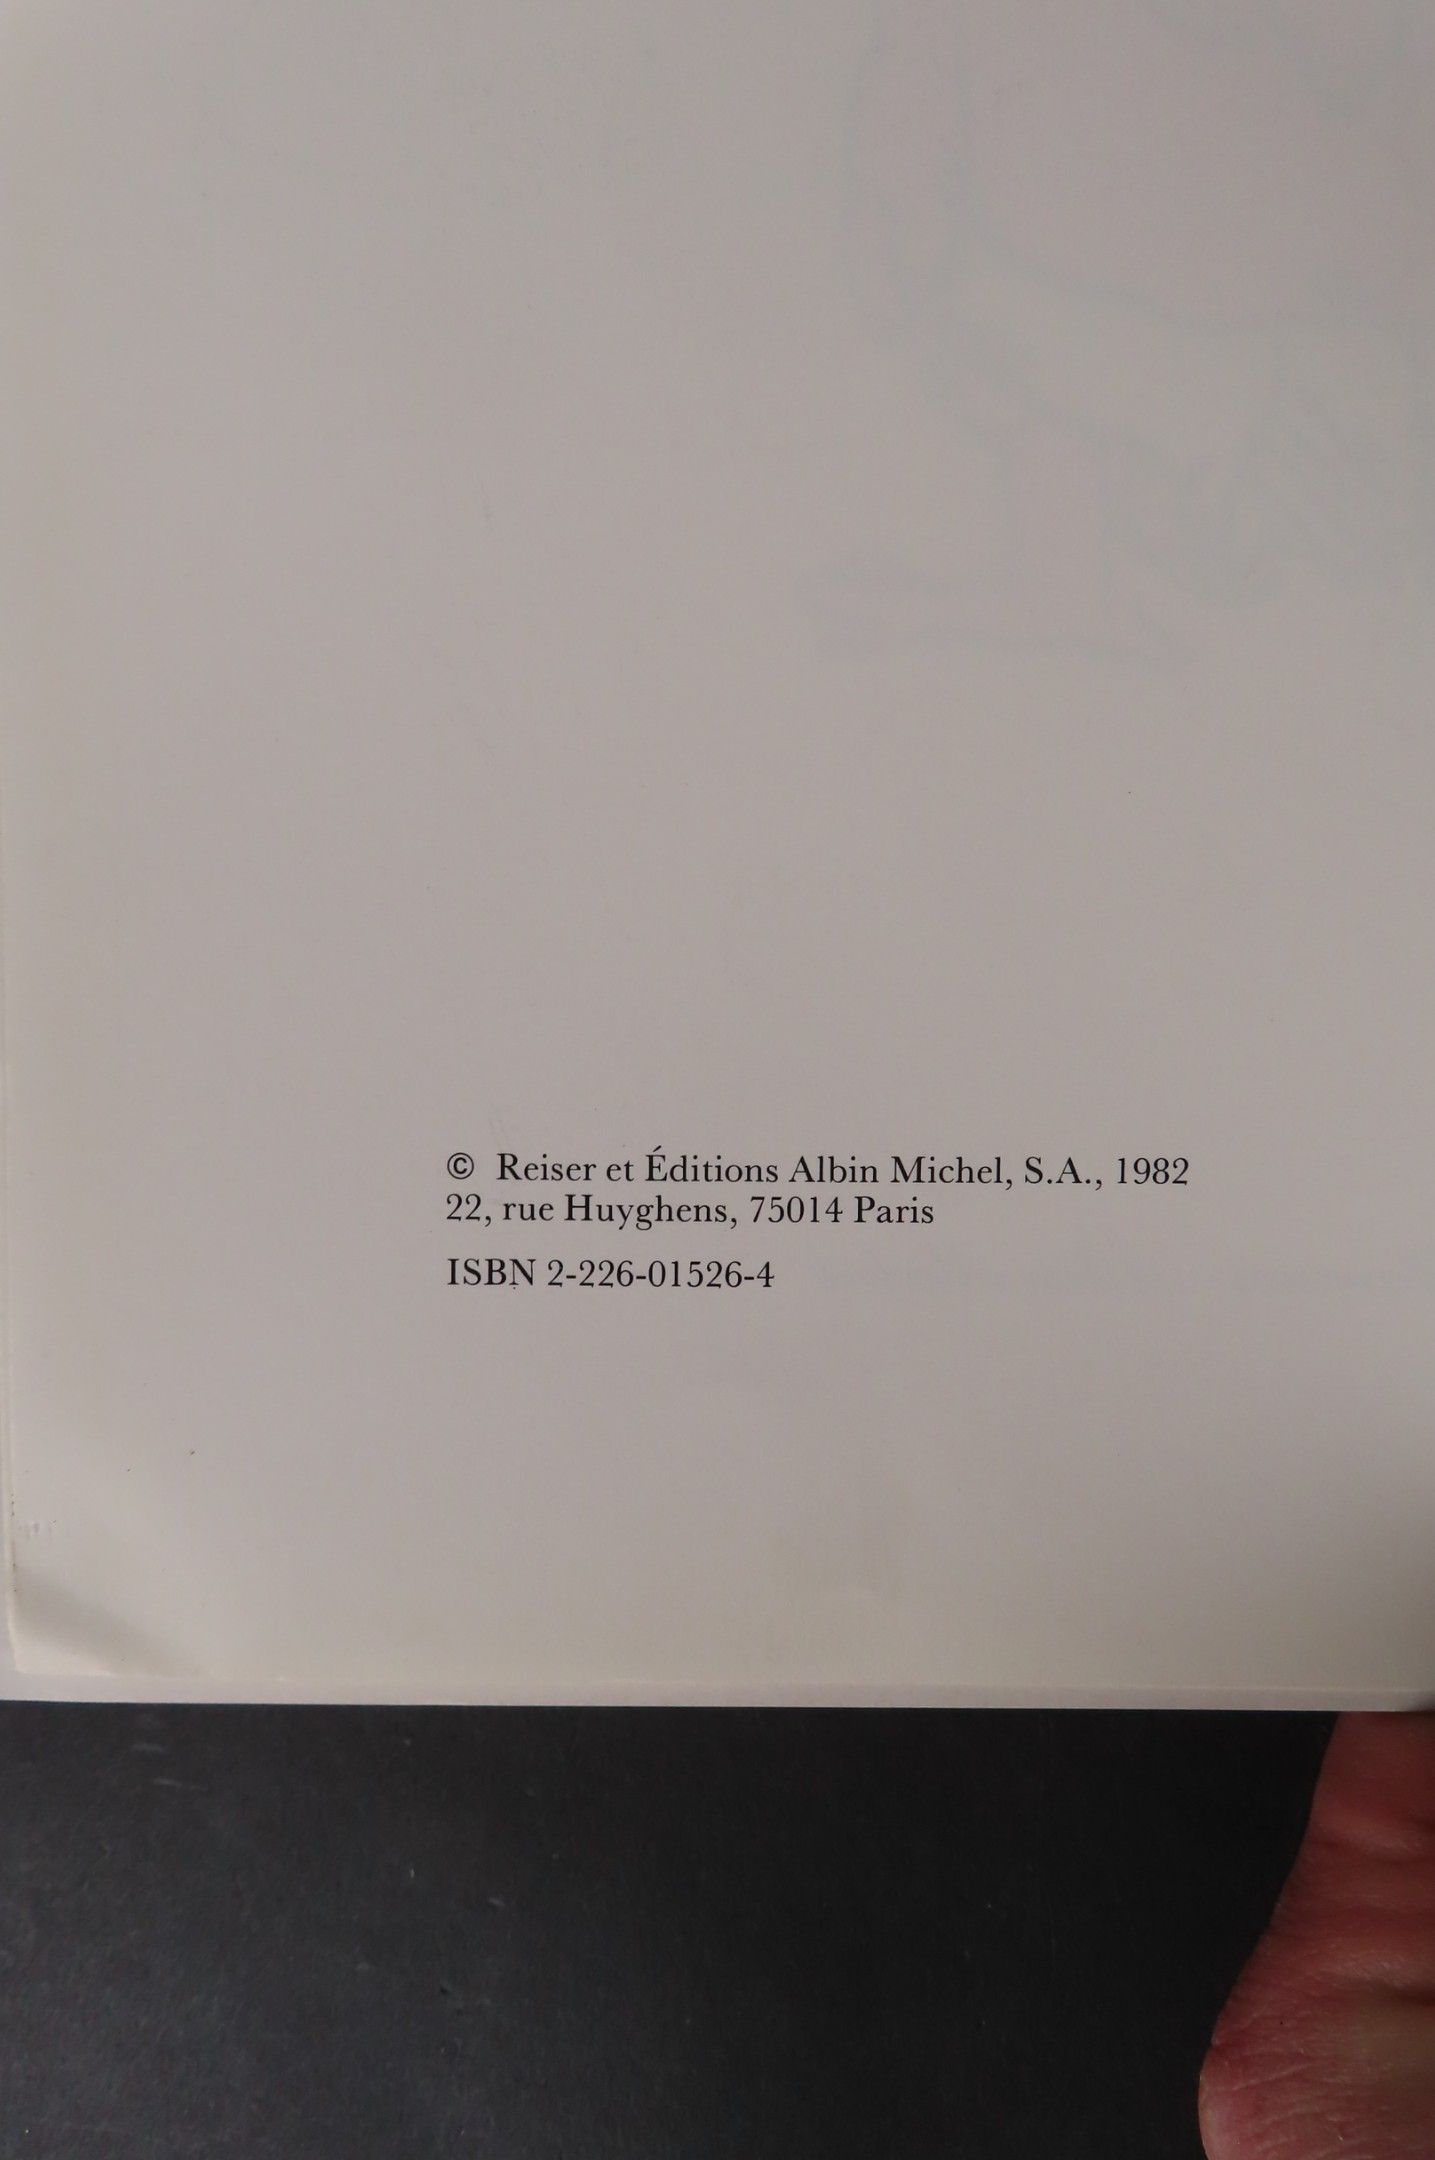 © Reiser et Éditions Albin Michel, S.A., 1982
22, rue Huyghens, 75014 Paris
ISBN 2-226-01526-4